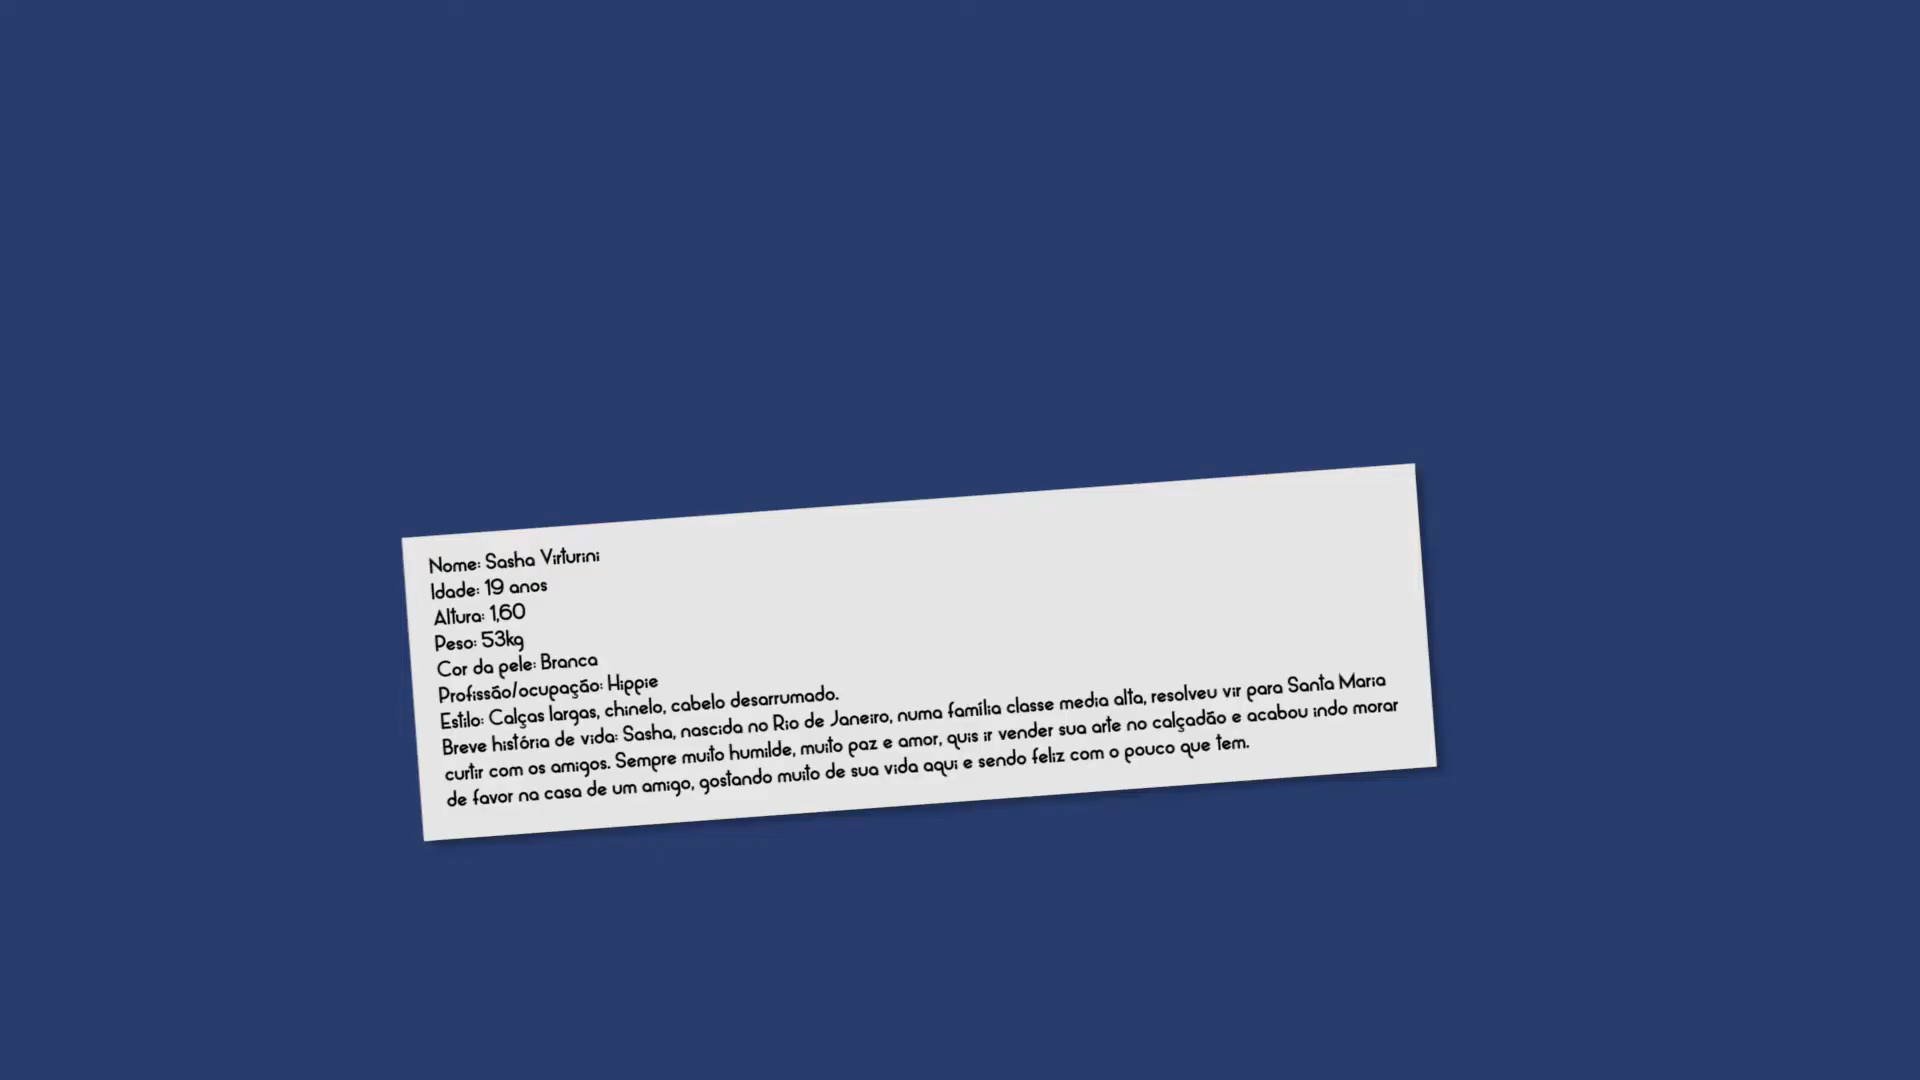 Nome: Sasha Virturini
Idade: 19 anos
Altura: 1,60
Peso: 53kg
Cor da pele: Branca
Profissão/ocupação: Hippie
Estilo: Calças largas, chinelo, cabelo desarrumado.
Breve história de vida: Sasha, nascida no Rio de Janeiro, numa família classe media alta, resolveu vir para Santa Maria
curtir com os amigos. Sempre muito humilde, muito paz e amor, quis ir vender sua arte no calçadão e acabou indo morar
de favor na casa de um amigo, gostando muito de sua vida aqui e sendo feliz com o pouco que tem.